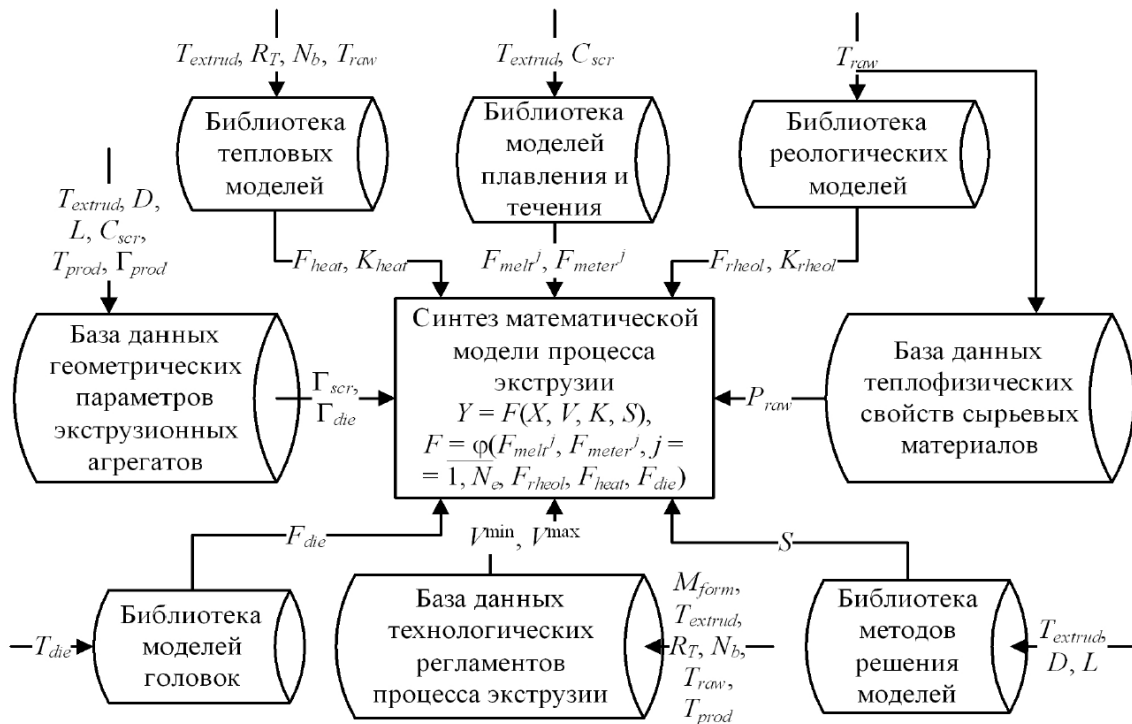 T_extrud, R_T, N_b, T_raw
T_extrud, C_scr
T_raw
Библиотека
тепловых
моделей
Библиотека
моделей
плавления и
течения
Библиотека
реологических
моделей
T_extrud, D,
L, C_scr,
T_prod, Γ_prod
F_heat, K_heat
F_melt^j, F_meter^j
F_rheol, K_rheol
База данных
геометрических
параметров
экструзионных
агрегатов
Γ_scr,
Γ_die
Синтез математической
модели процесса
экструзии
Y = F(X, V, K, S),
F = φ(F_melt^j, F_meter^j, j =
= 1, N_e, F_rheol, F_heat, F_die)
P_raw
База данных
теплофизических
свойств сырьевых
материалов
F_die
V^min, V^max
S
T_die
Библиотека
моделей
головок
База данных
технологических
регламентов
процесса экструзии
M_form,
T_extrud,
R_T, N_b,
T_raw,
T_prod
Библиотека
методов
решения
моделей
T_extrud,
D, L